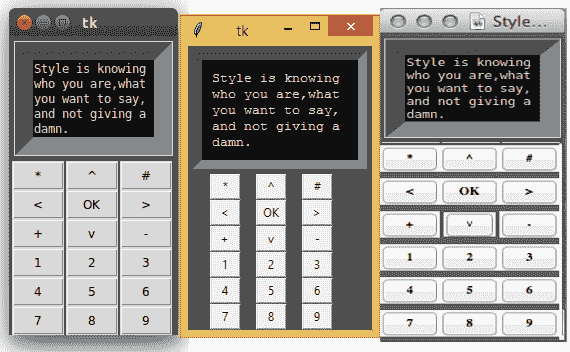 tk
Style is knowing
who you are,what
you want to say,
and not giving a
damn.
* ^ #
< OK >
+ v -
1 2 3
4 5 6
7 8 9
tk
Style is knowing
who you are,what
you want to say,
and not giving a
damn.
* ^ #
< OK >
+ v -
1 2 3
4 5 6
7 8 9
Style...
Style is knowing
who you are,what
you want to say,
and not giving a
damn.
* ^ #
< OK >
+ v -
1 2 3
4 5 6
7 8 9